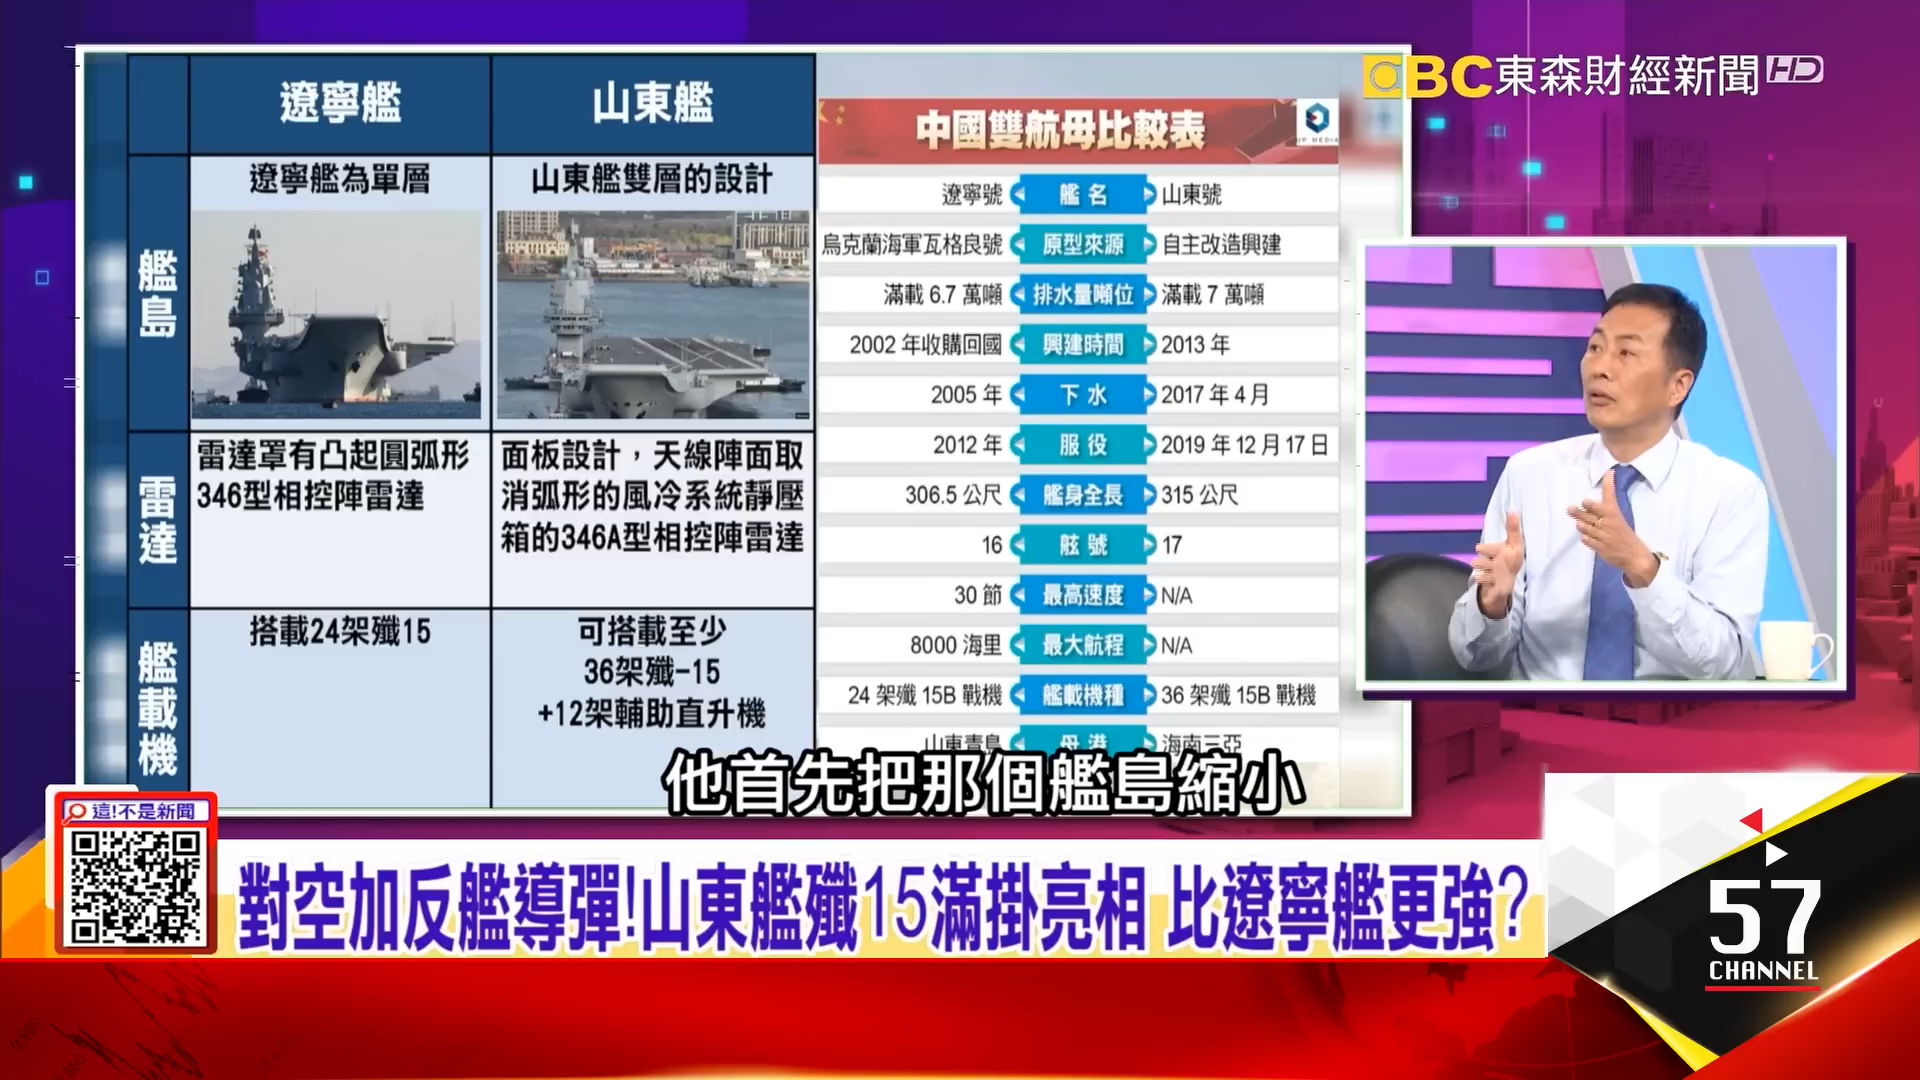 遼寧艦
山東艦
艦島
遼寧艦為單層
山東艦雙層的設計
雷達
雷達罩有凸起圓弧形
346型相控陣雷達
面板設計，天線陣面取
消弧形的風冷系統靜壓
箱的346A型相控陣雷達
艦載機
搭載24架殲15
可搭載至少
36架殲-15
+12架輔助直升機
中國雙航母比較表
UP MEDIA
遼寧號 艦名 山東號
烏克蘭海軍瓦格良號 原型來源 自主改造興建
滿載 6.7 萬噸 排水量噸位 滿載 7 萬噸
2002 年收購回國 興建時間 2013 年
2005 年 下水 2017 年 4 月
2012 年 服役 2019 年 12 月 17 日
306.5 公尺 艦身全長 315 公尺
16 舷號 17
30 節 最高速度 N/A
8000 海里 最大航程 N/A
24 架殲 15B 戰機 艦載機種 36 架殲 15B 戰機
山東青島 母港 海南三亞
EBC東森財經新聞HD
他首先把那個艦島縮小
這!不是新聞
對空加反艦導彈!山東艦殲15滿掛亮相 比遼寧艦更強?
57
CHANNEL